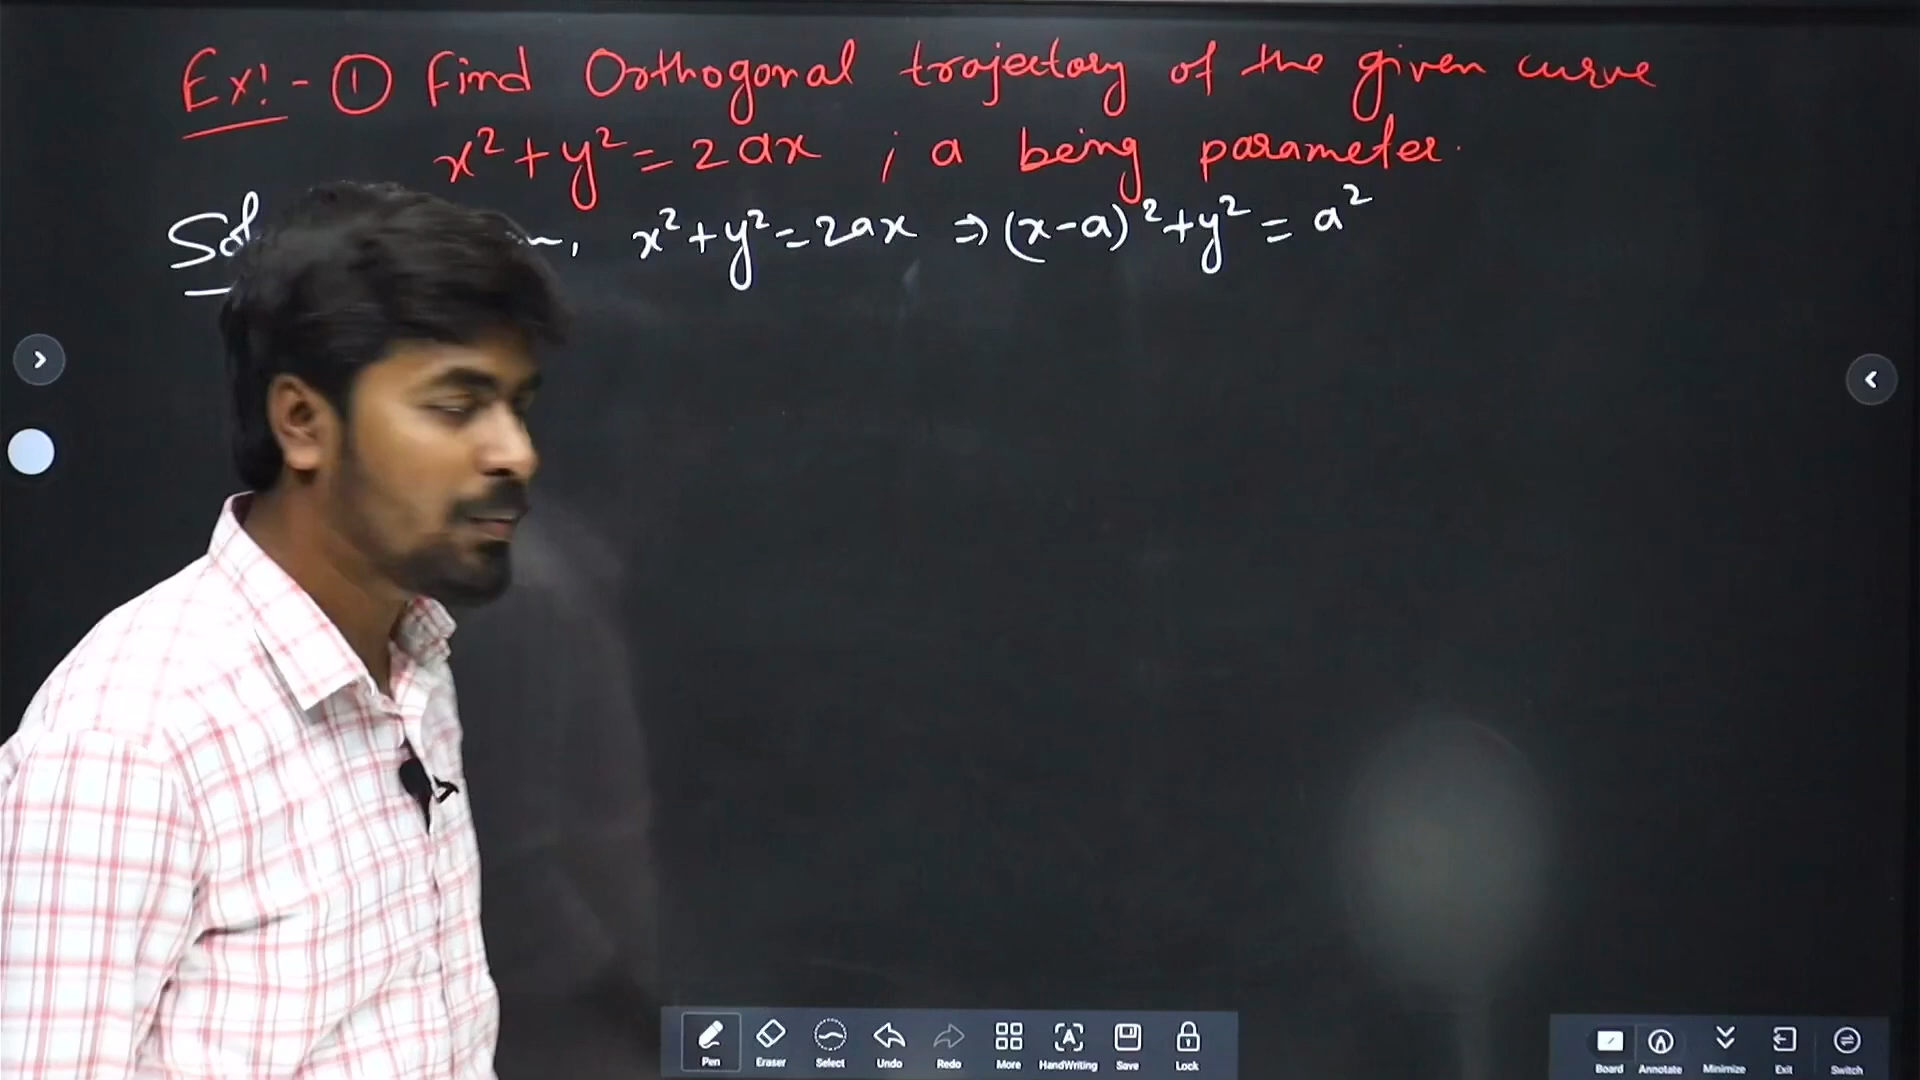 Ex! - ① Find Orthogonal trajectory of the given curve
x² + y² = 2ax ; a being parameter.
x² + y² = 2ax ⇒ (x-a)² + y² = a²
Pen Eraser Select Undo Redo More HandWriting Save Lock
Board Annotate Minimize Exit Switch